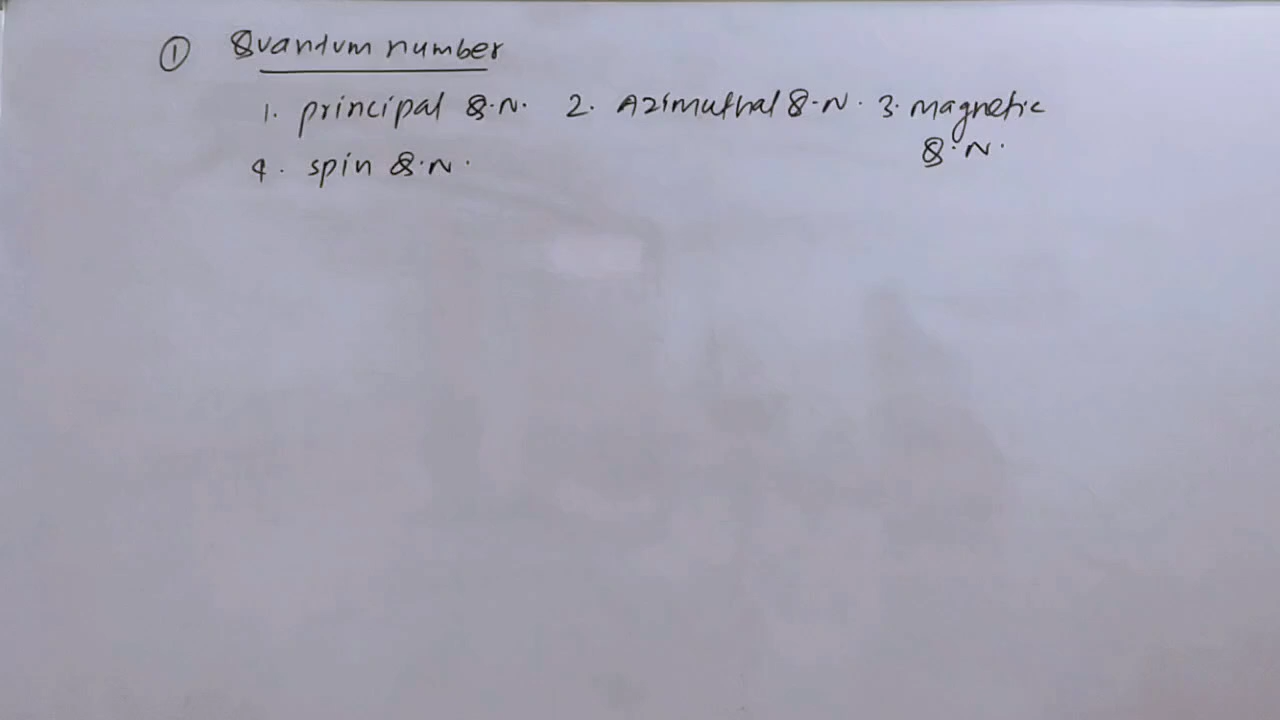 ① Quantum number
1. principal Q.N. 2. Azimuthal Q.N. 3. magnetic
Q.N.
4. spin Q.N.